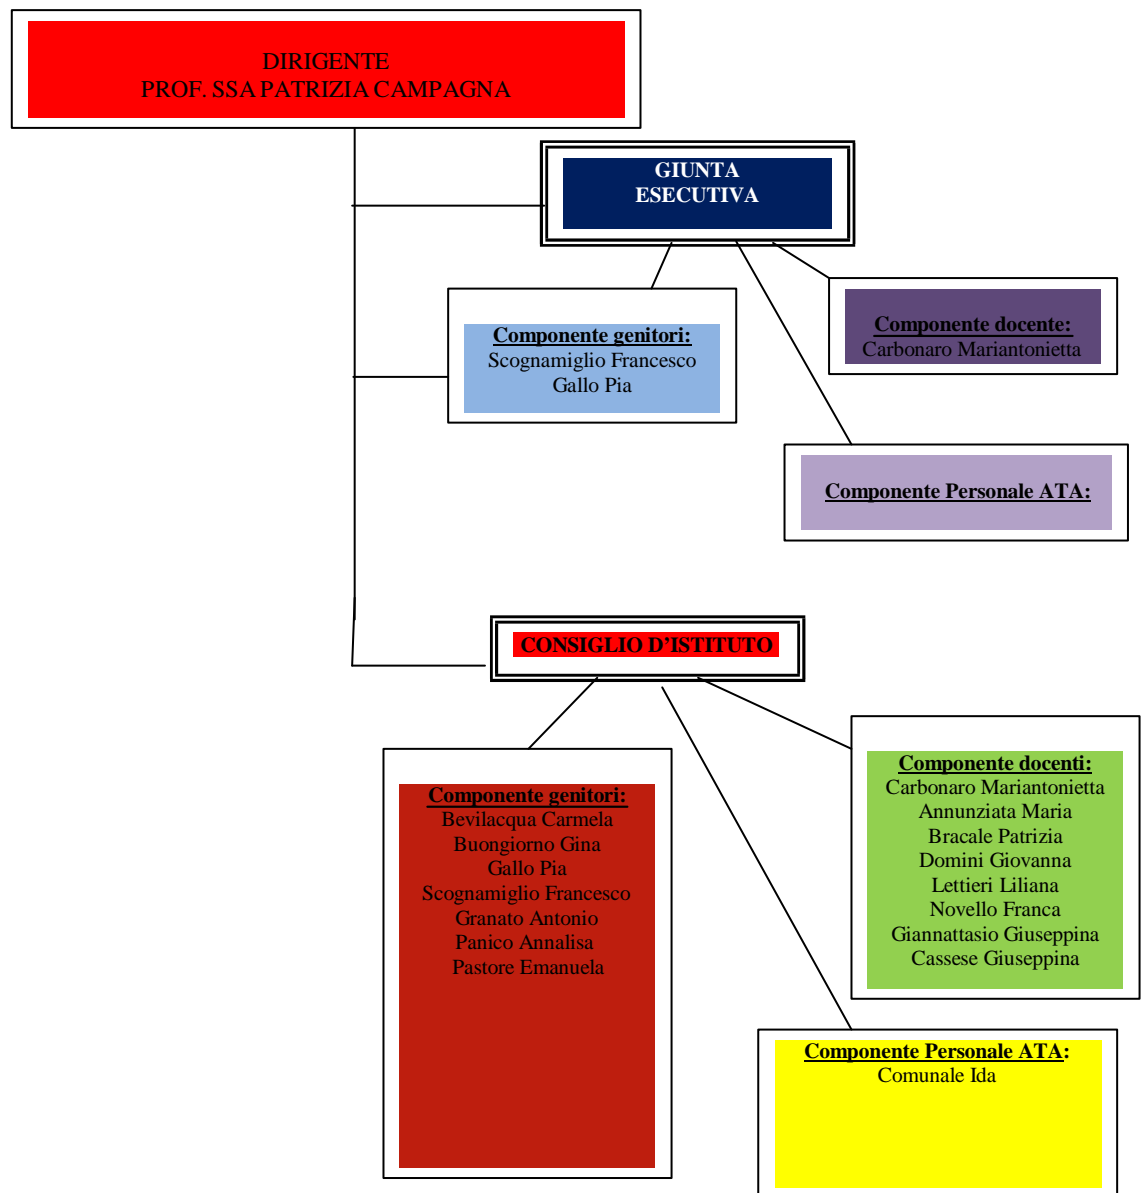 DIRIGENTE
PROF. SSA PATRIZIA CAMPAGNA
GIUNTA
ESECUTIVA
Componente genitori:
Scognamiglio Francesco
Gallo Pia
Componente docente:
Carbonaro Mariantonietta
Componente Personale ATA:
CONSIGLIO D'ISTITUTO
Componente genitori:
Bevilacqua Carmela
Buongiorno Gina
Gallo Pia
Scognamiglio Francesco
Granato Antonio
Panico Annalisa
Pastore Emanuela
Componente docenti:
Carbonaro Mariantonietta
Annunziata Maria
Bracale Patrizia
Domini Giovanna
Lettieri Liliana
Novello Franca
Giannattasio Giuseppina
Cassese Giuseppina
Componente Personale ATA:
Comunale Ida